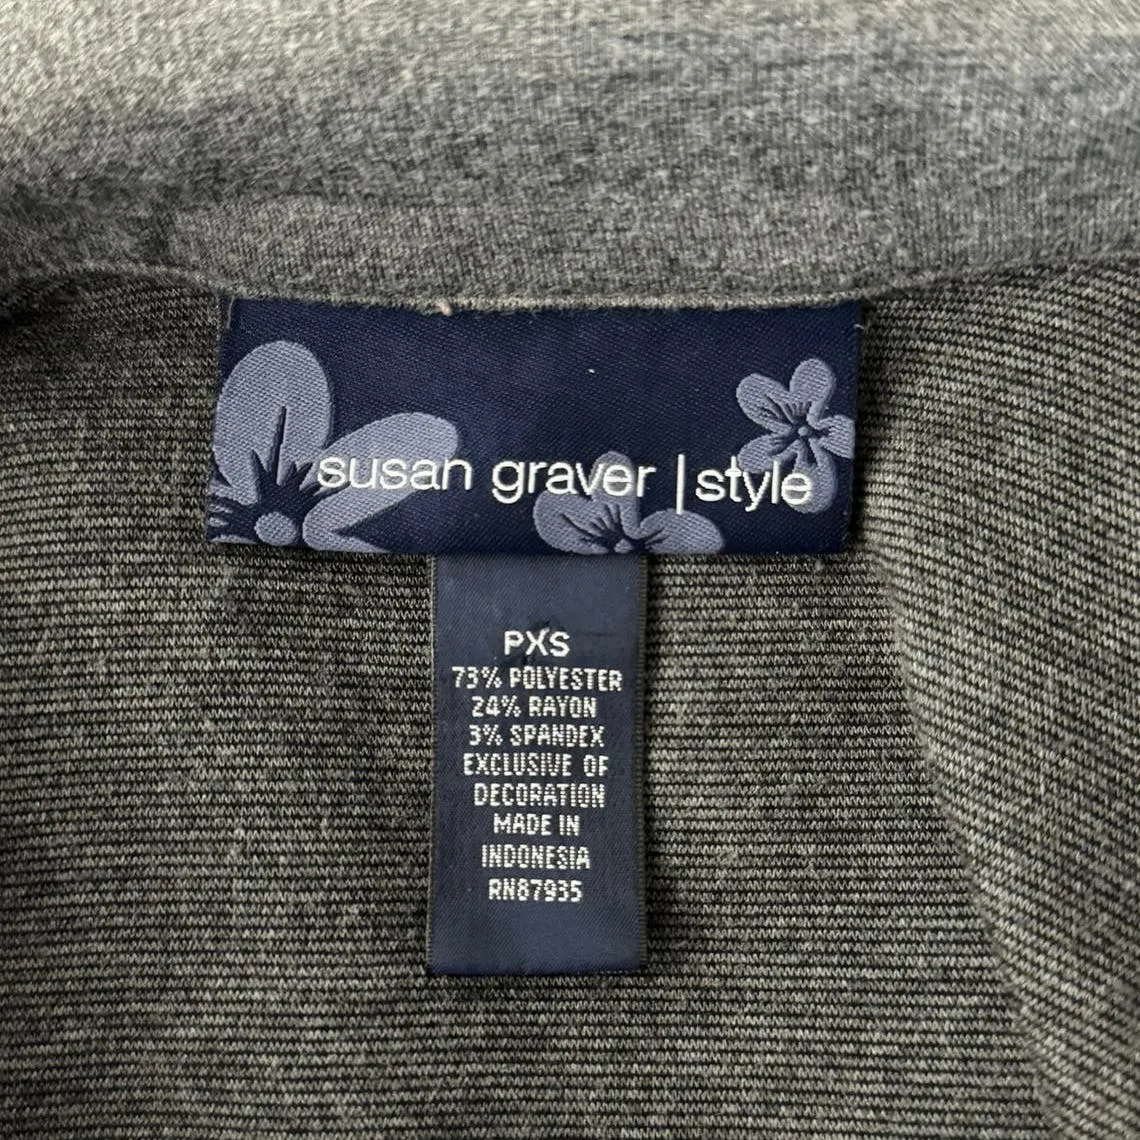 susan graver | style
PXS
73% POLYESTER
24% RAYON
3% SPANDEX
EXCLUSIVE OF
DECORATION
MADE IN
INDONESIA
RN87935